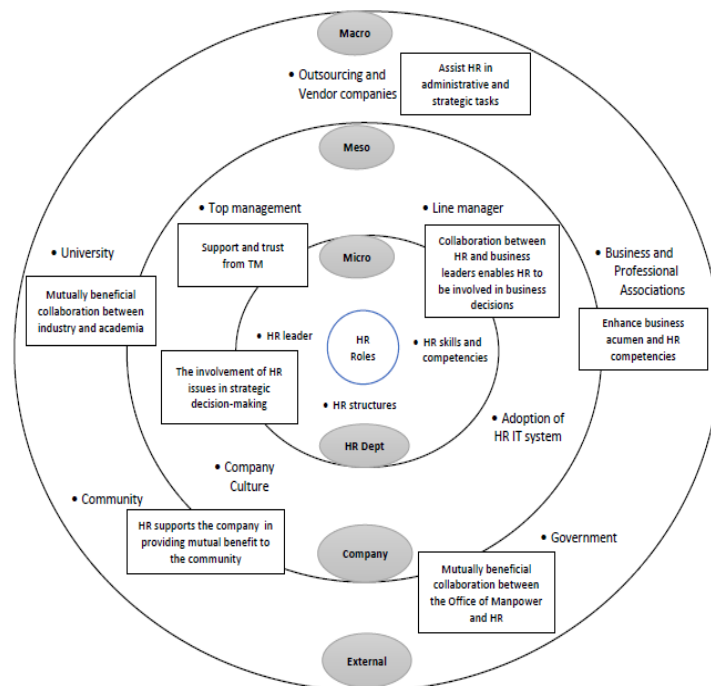 Macro
• Outsourcing and
Vendor companies
Assist HR in
administrative and
strategic tasks
Meso
• Top management
• Line manager
Support and trust
from TM
Micro
Collaboration between
HR and business
leaders enables HR to
be involved in business
decisions
• University
Mutually beneficial
collaboration between
industry and academia
• Business and
Professional
Associations
Enhance business
acumen and HR
competencies
• HR leader
HR
Roles
• HR skills and
competencies
The involvement of HR
issues in strategic
decision-making
• HR structures
HR Dept
• Adoption of
HR IT system
• Company
Culture
• Community
HR supports the company in
providing mutual benefit to
the community
Company
• Government
Mutually beneficial
collaboration between
the Office of Manpower
and HR
External